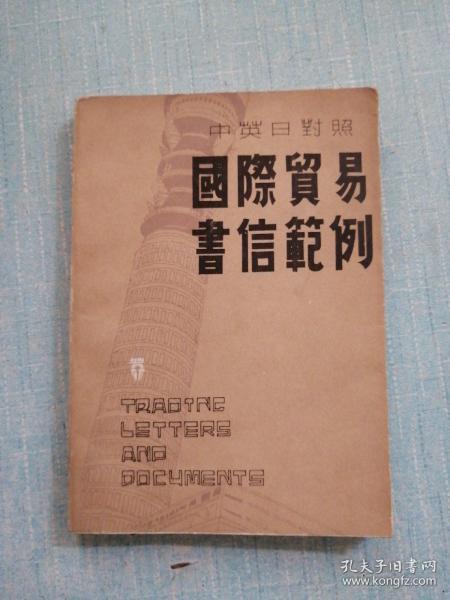 中英日對照
國際貿易
書信範例
TRADING
LETTERS
AND
DOCUMENTS
孔夫子旧书网
www.kongfz.com